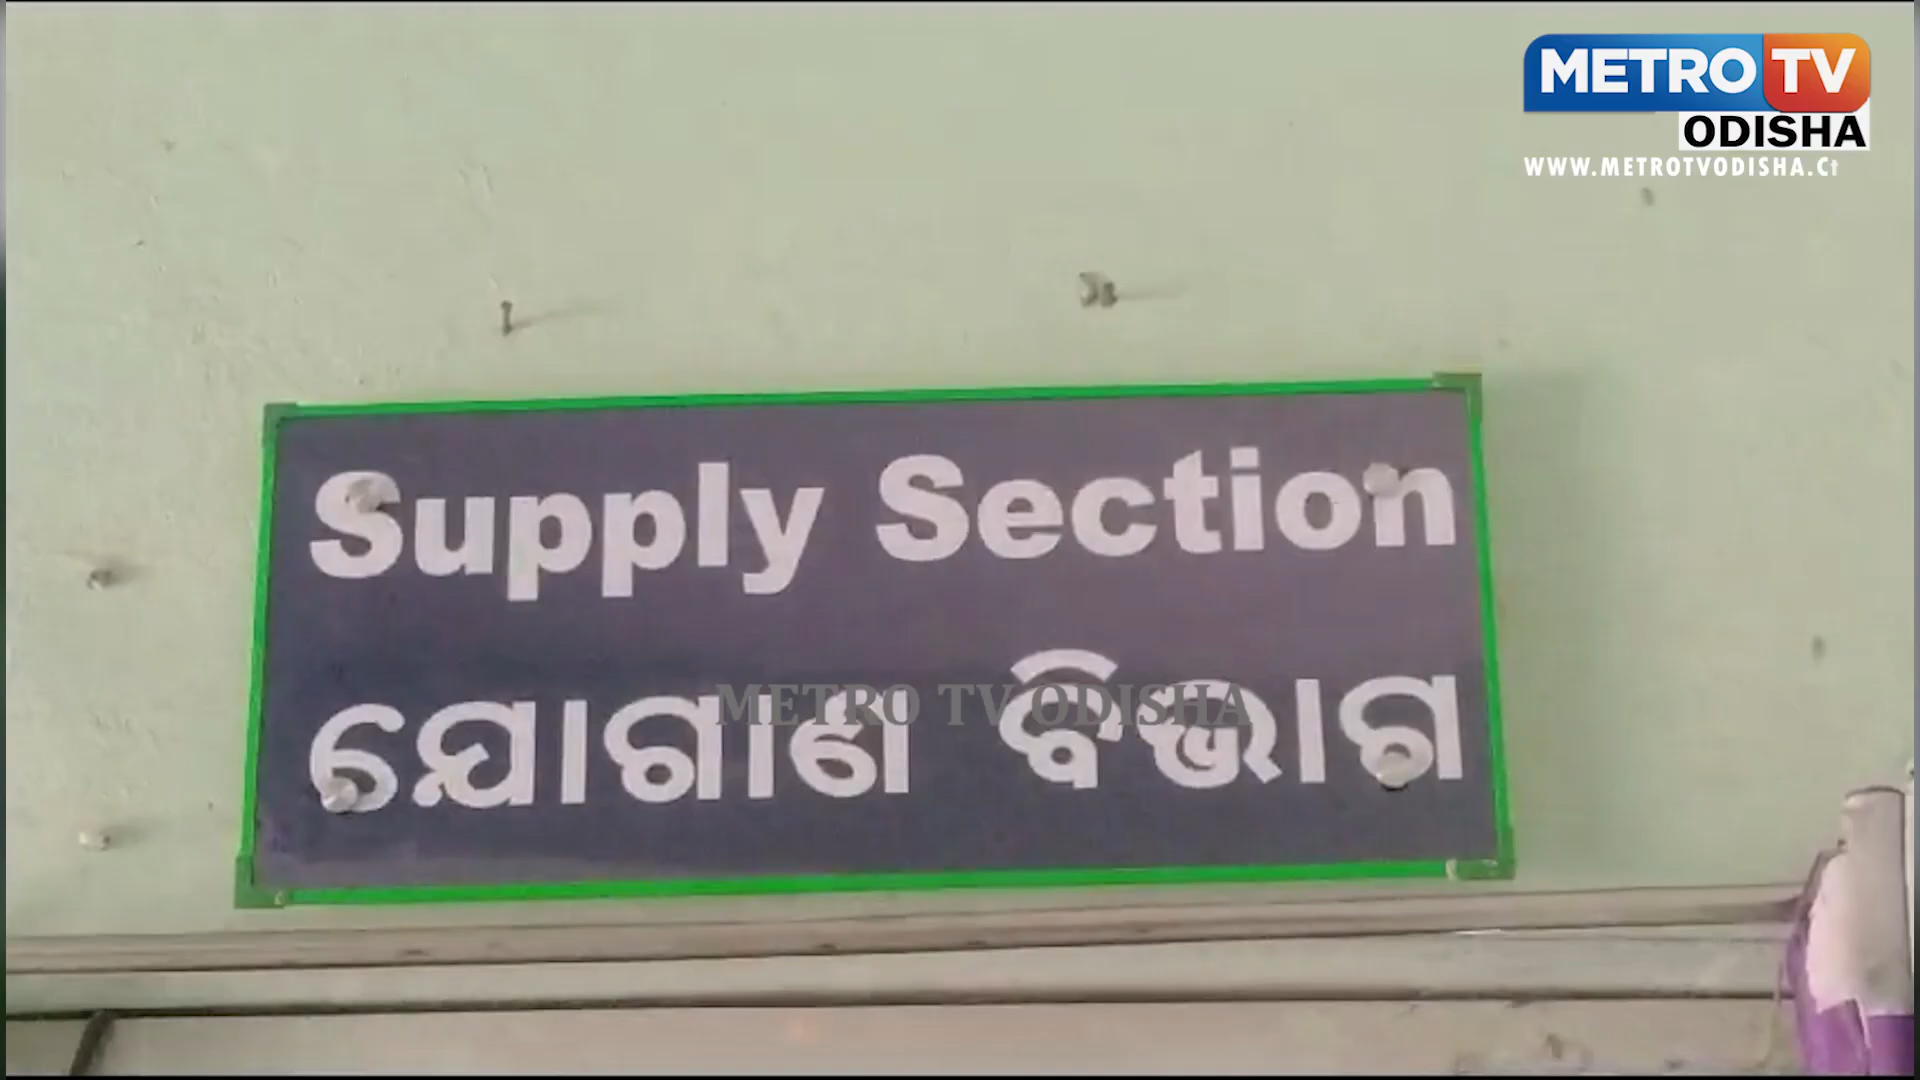 METRO TV
ODISHA
WWW.METROTVODISHA.C
Supply Section
ଯୋଗାଣ ବିଭାଗ
METRO TV ODISHA